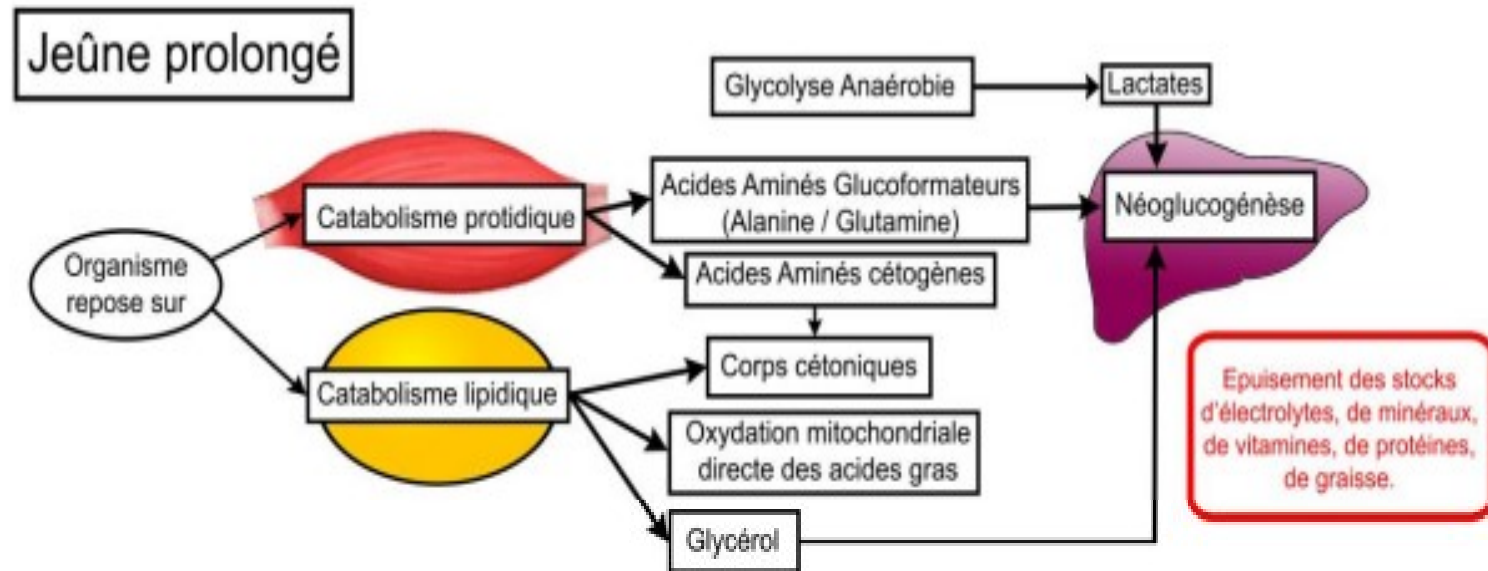 Jeûne prolongé
Glycolyse Anaérobie
Lactates
Catabolisme protidique
Acides Aminés Glucoformateurs
(Alanine / Glutamine)
Néoglucogénèse
Organisme
repose sur
Acides Aminés cétogènes
Corps cétoniques
Catabolisme lipidique
Oxydation mitochondriale
directe des acides gras
Glycérol
Epuisement des stocks
d'électrolytes, de minéraux,
de vitamines, de protéines,
de graisse.